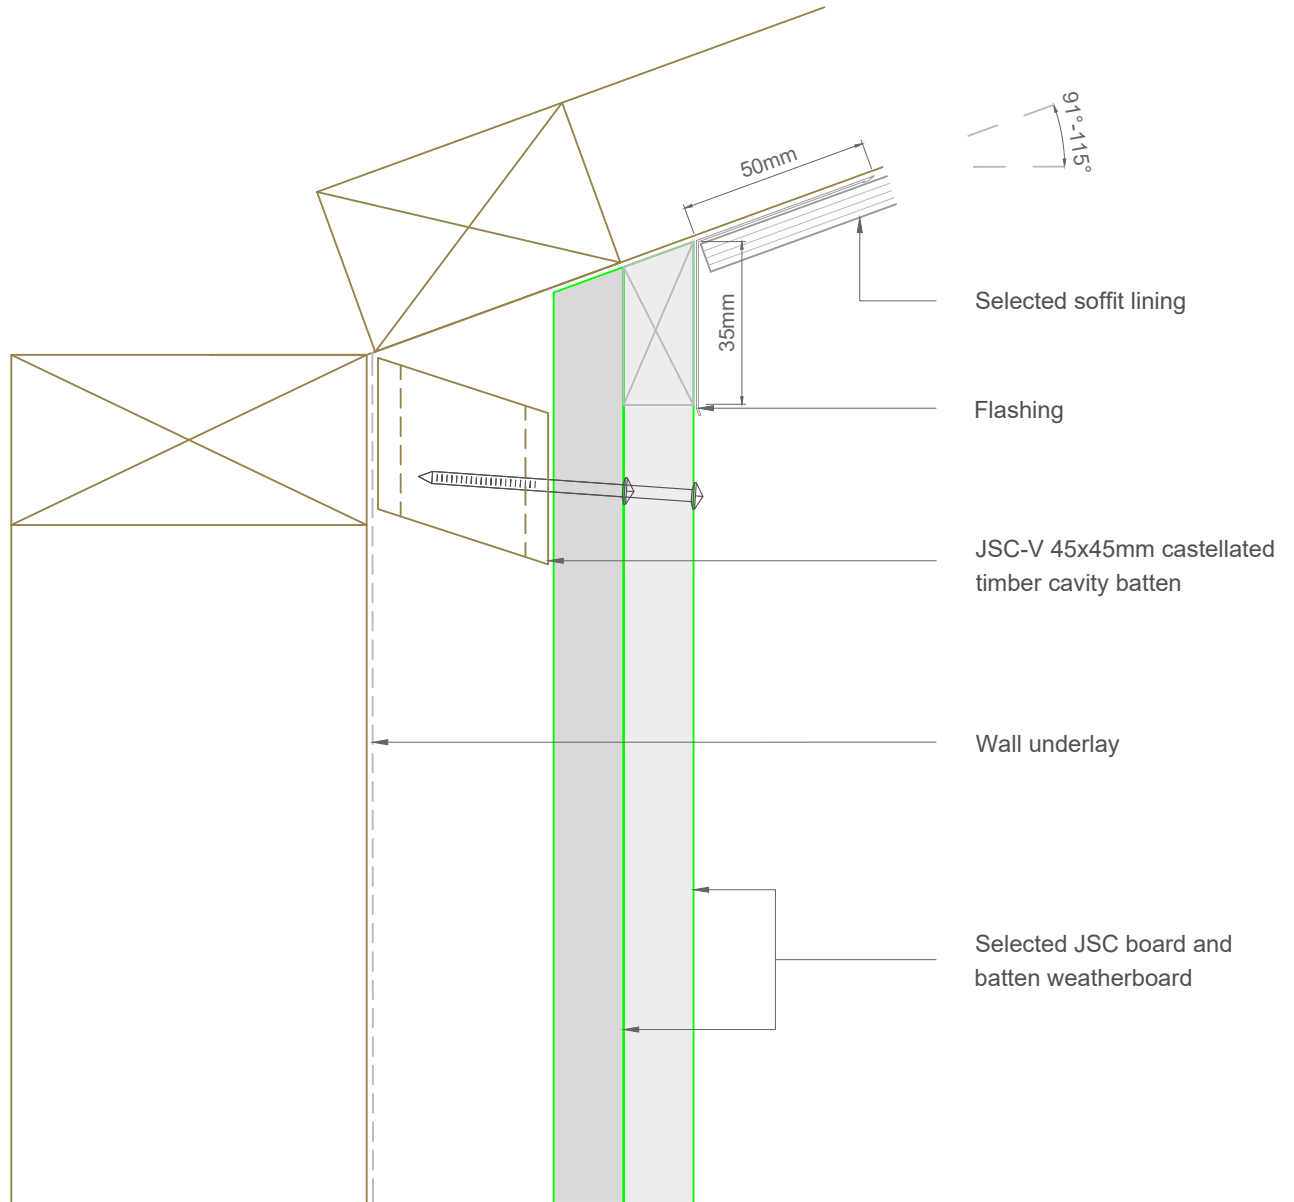 91°-115°
50mm
35mm
Selected soffit lining
Flashing
JSC-V 45x45mm castellated
timber cavity batten
Wall underlay
Selected JSC board and
batten weatherboard